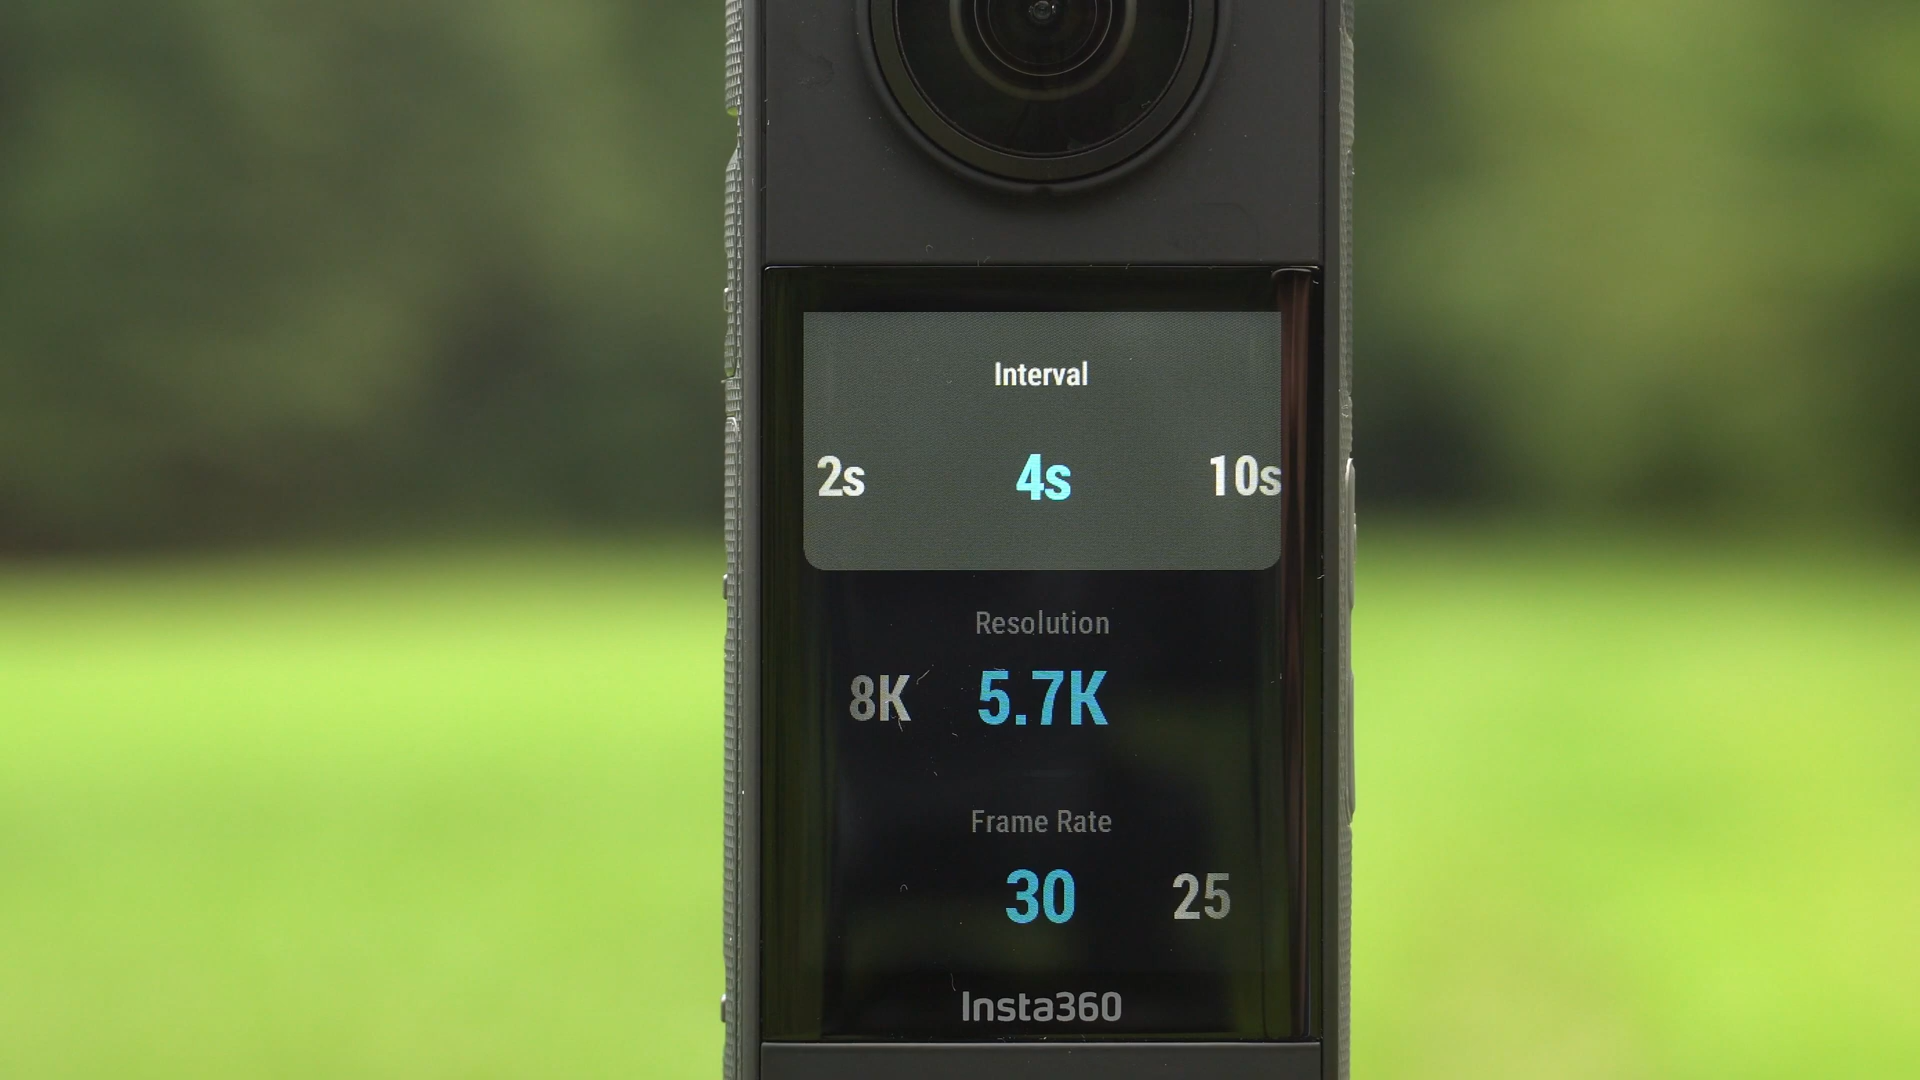 Interval
2s 4s 10s
Resolution
8K 5.7K
Frame Rate
30 25
Insta360